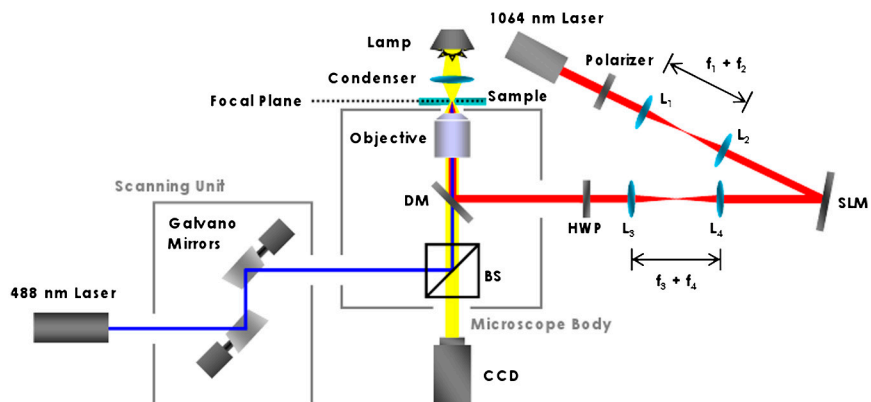 1064 nm Laser
Lamp
Polarizer
f₁ + f₂
Condenser
Focal Plane
Sample
L₁
Objective
L₂
Scanning Unit
DM
SLM
Galvano
Mirrors
HWP
L₃
L₄
BS
f₃ + f₄
488 nm Laser
Microscope Body
CCD